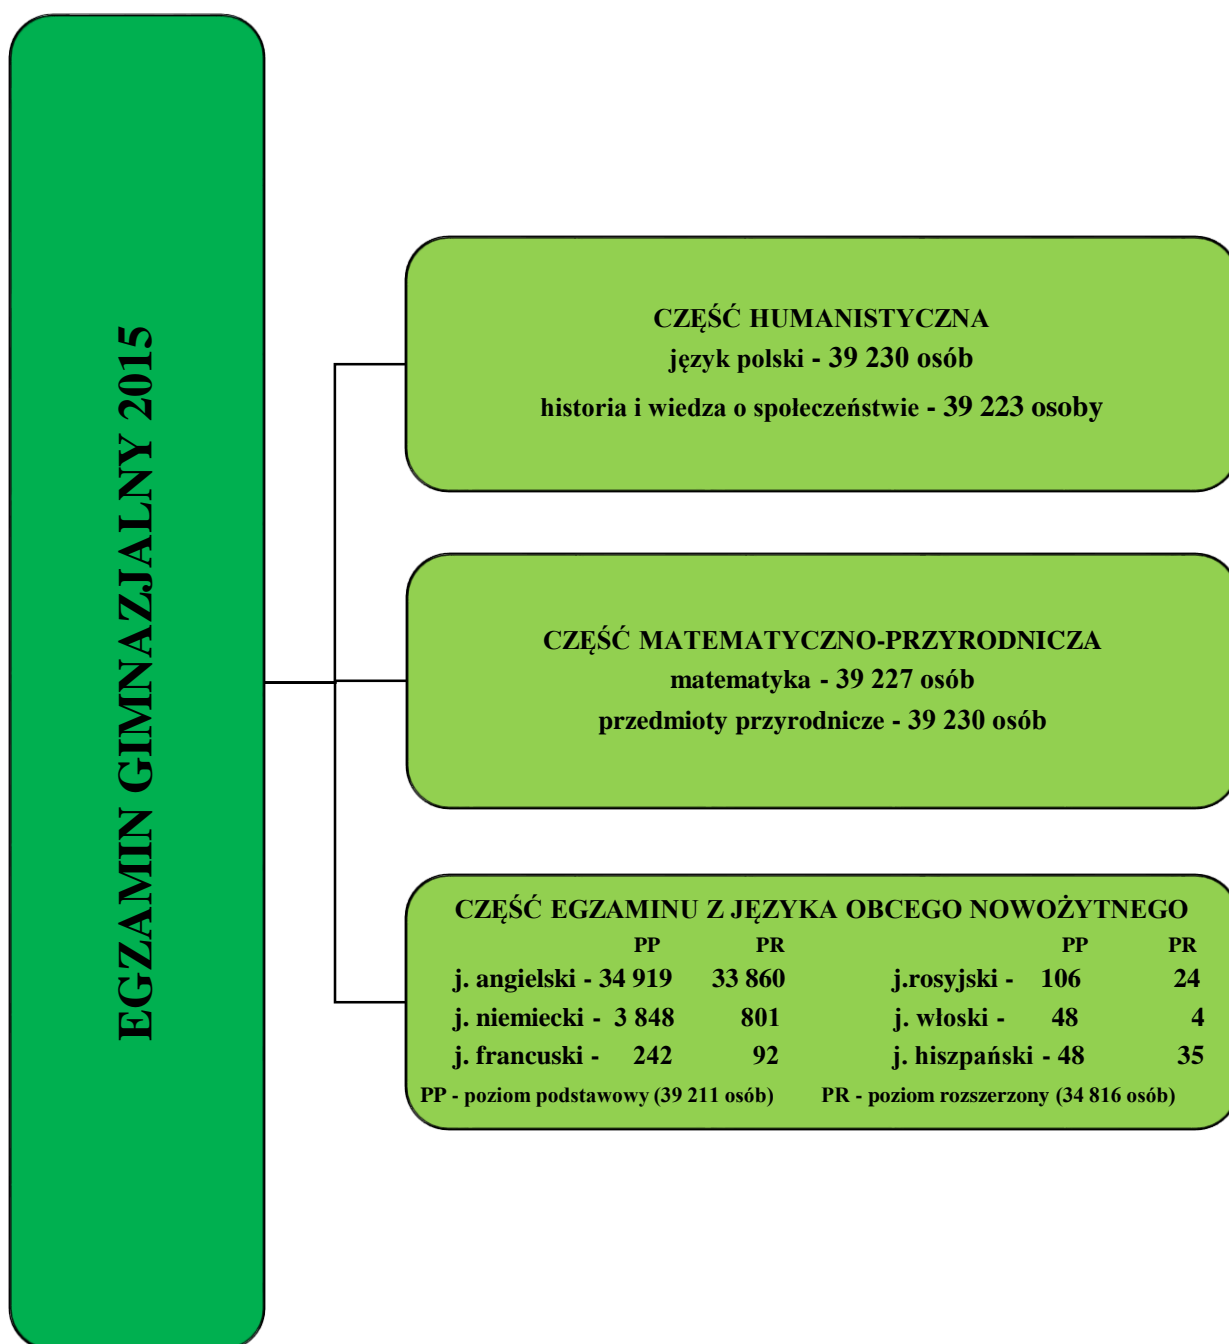 EGZAMIN GIMNAZJALNY 2015
CZĘŚĆ HUMANISTYCZNA
język polski - 39 230 osób
historia i wiedza o społeczeństwie - 39 223 osoby
CZĘŚĆ MATEMATYCZNO-PRZYRODNICZA
matematyka - 39 227 osób
przedmioty przyrodnicze - 39 230 osób
CZĘŚĆ EGZAMINU Z JĘZYKA OBCEGO NOWOŻYTNEGO
PP PR PP PR
j. angielski - 34 919 33 860 j.rosyjski - 106 24
j. niemiecki - 3 848 801 j. włoski - 48 4
j. francuski - 242 92 j. hiszpański - 48 35
PP - poziom podstawowy (39 211 osób) PR - poziom rozszerzony (34 816 osób)